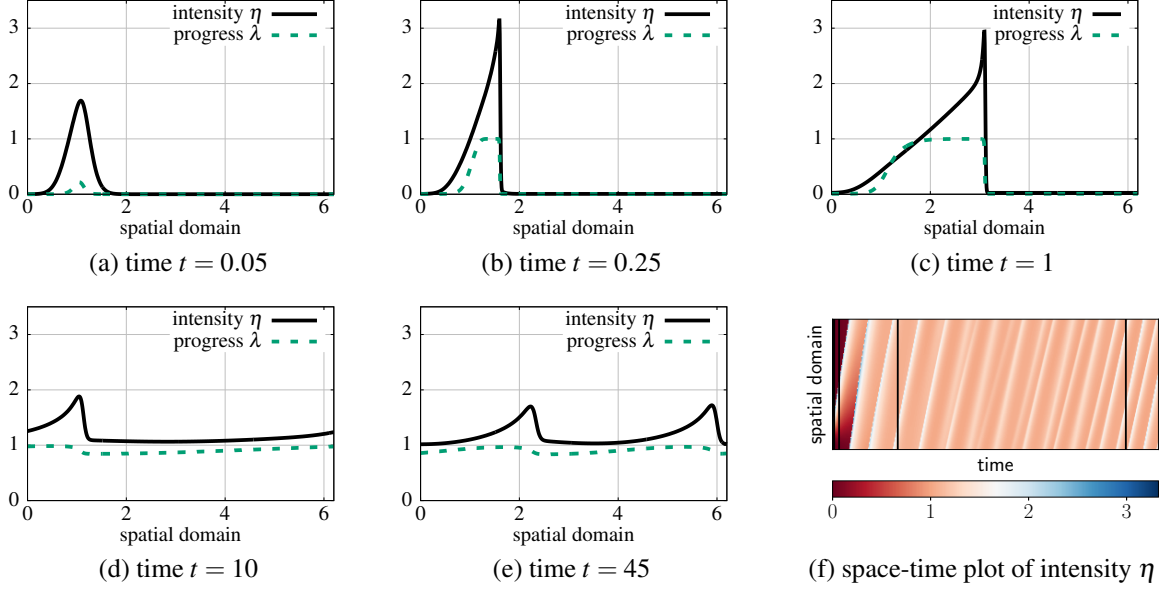 intensity η
progress λ
0
1
2
3
0 2 4 6
spatial domain
(a) time t = 0.05
intensity η
progress λ
0
1
2
3
0 2 4 6
spatial domain
(b) time t = 0.25
intensity η
progress λ
0
1
2
3
0 2 4 6
spatial domain
(c) time t = 1
intensity η
progress λ
0
1
2
3
0 2 4 6
spatial domain
(d) time t = 10
intensity η
progress λ
0
1
2
3
0 2 4 6
spatial domain
(e) time t = 45
spatial domain
time
0 1 2 3
(f) space-time plot of intensity η